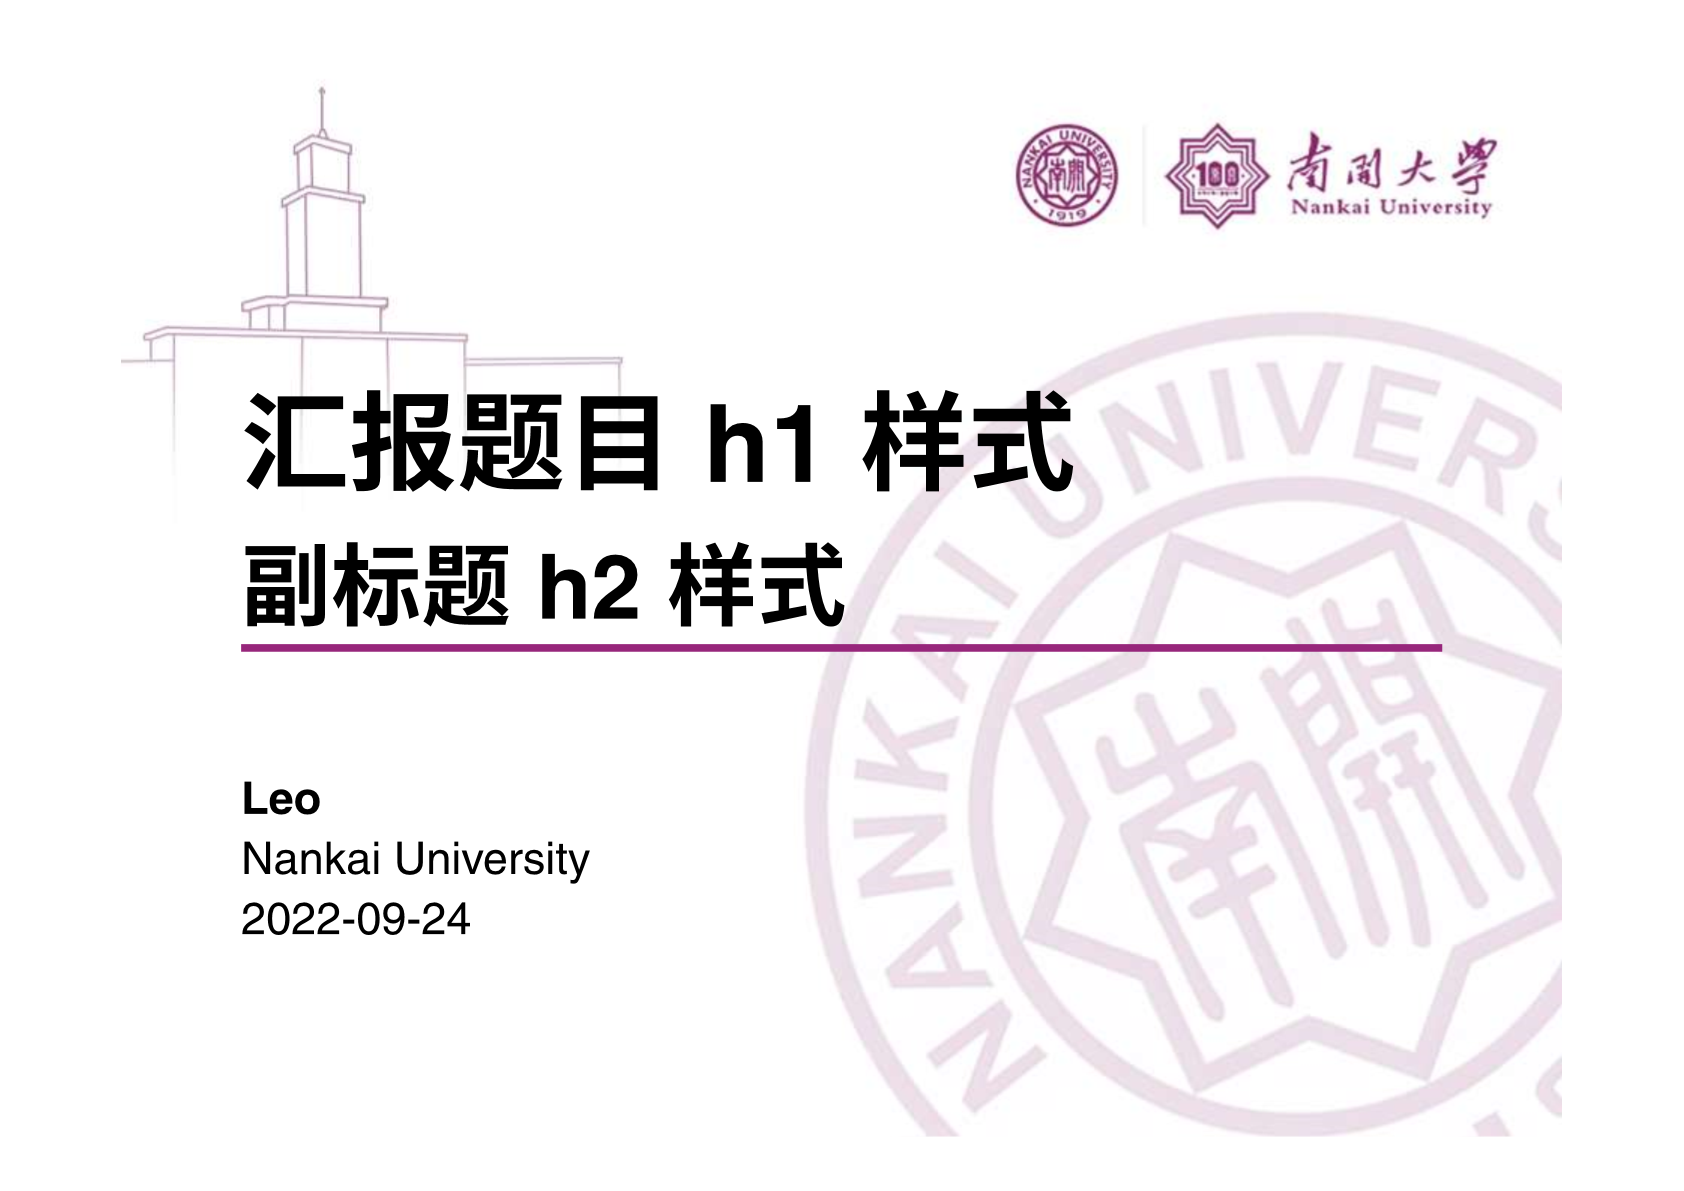 NANKAI UNIVERSITY
南開
1919
100
南開大學
Nankai University
汇报题目 h1 样式
副标题 h2 样式
Leo
Nankai University
2022-09-24
NANKAI UNIVERS
南開